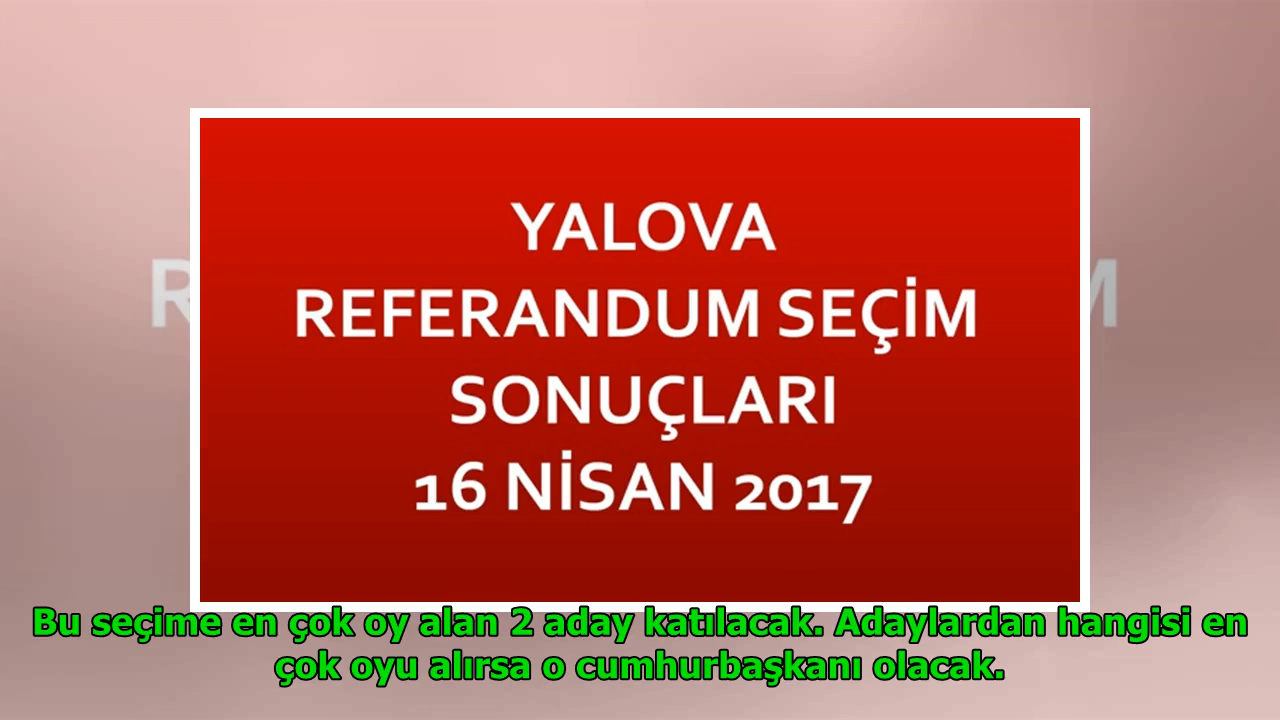 YALOVA
REFERANDUM SEÇİM
SONUÇLARI
16 NİSAN 2017
Bu seçime en çok oy alan 2 aday katılacak. Adaylardan hangisi en
çok oyu alırsa o cumhurbaşkanı olacak.